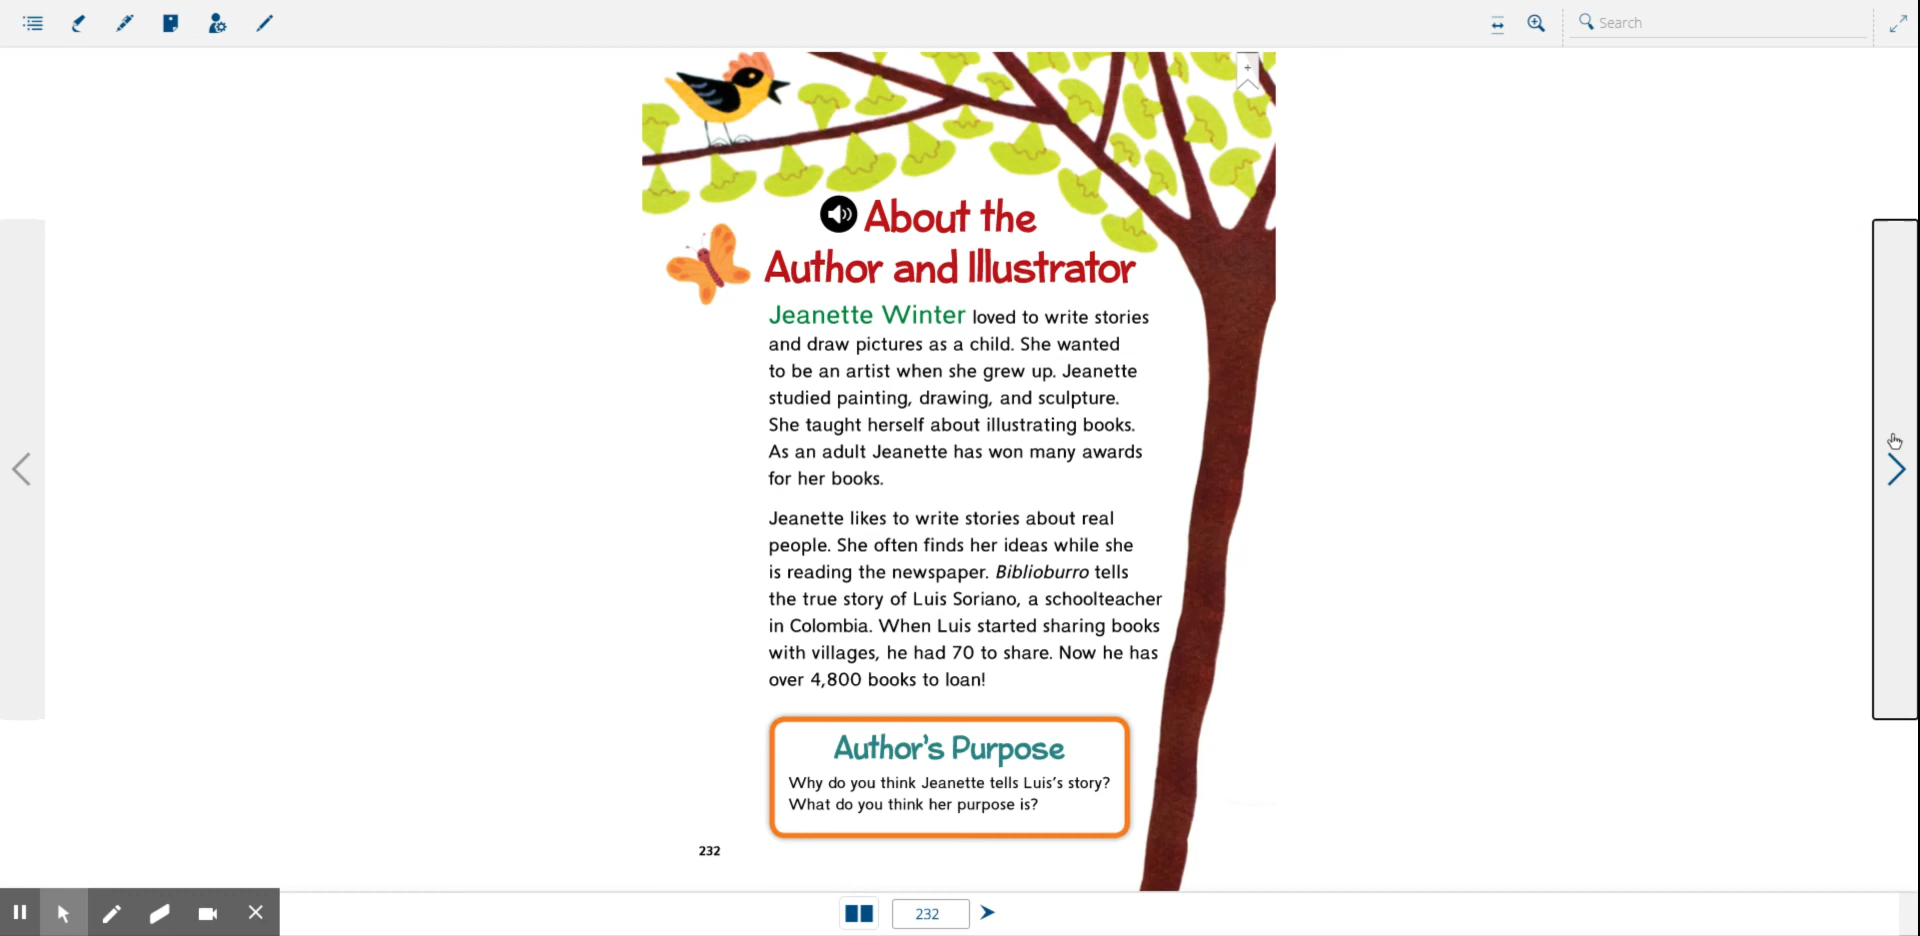 Search
+
About the
Author and Illustrator
Jeanette Winter loved to write stories
and draw pictures as a child. She wanted
to be an artist when she grew up. Jeanette
studied painting, drawing, and sculpture.
She taught herself about illustrating books.
As an adult Jeanette has won many awards
for her books.
Jeanette likes to write stories about real
people. She often finds her ideas while she
is reading the newspaper. Biblioburro tells
the true story of Luis Soriano, a schoolteacher
in Colombia. When Luis started sharing books
with villages, he had 70 to share. Now he has
over 4,800 books to loan!
Author's Purpose
Why do you think Jeanette tells Luis's story?
What do you think her purpose is?
232
232